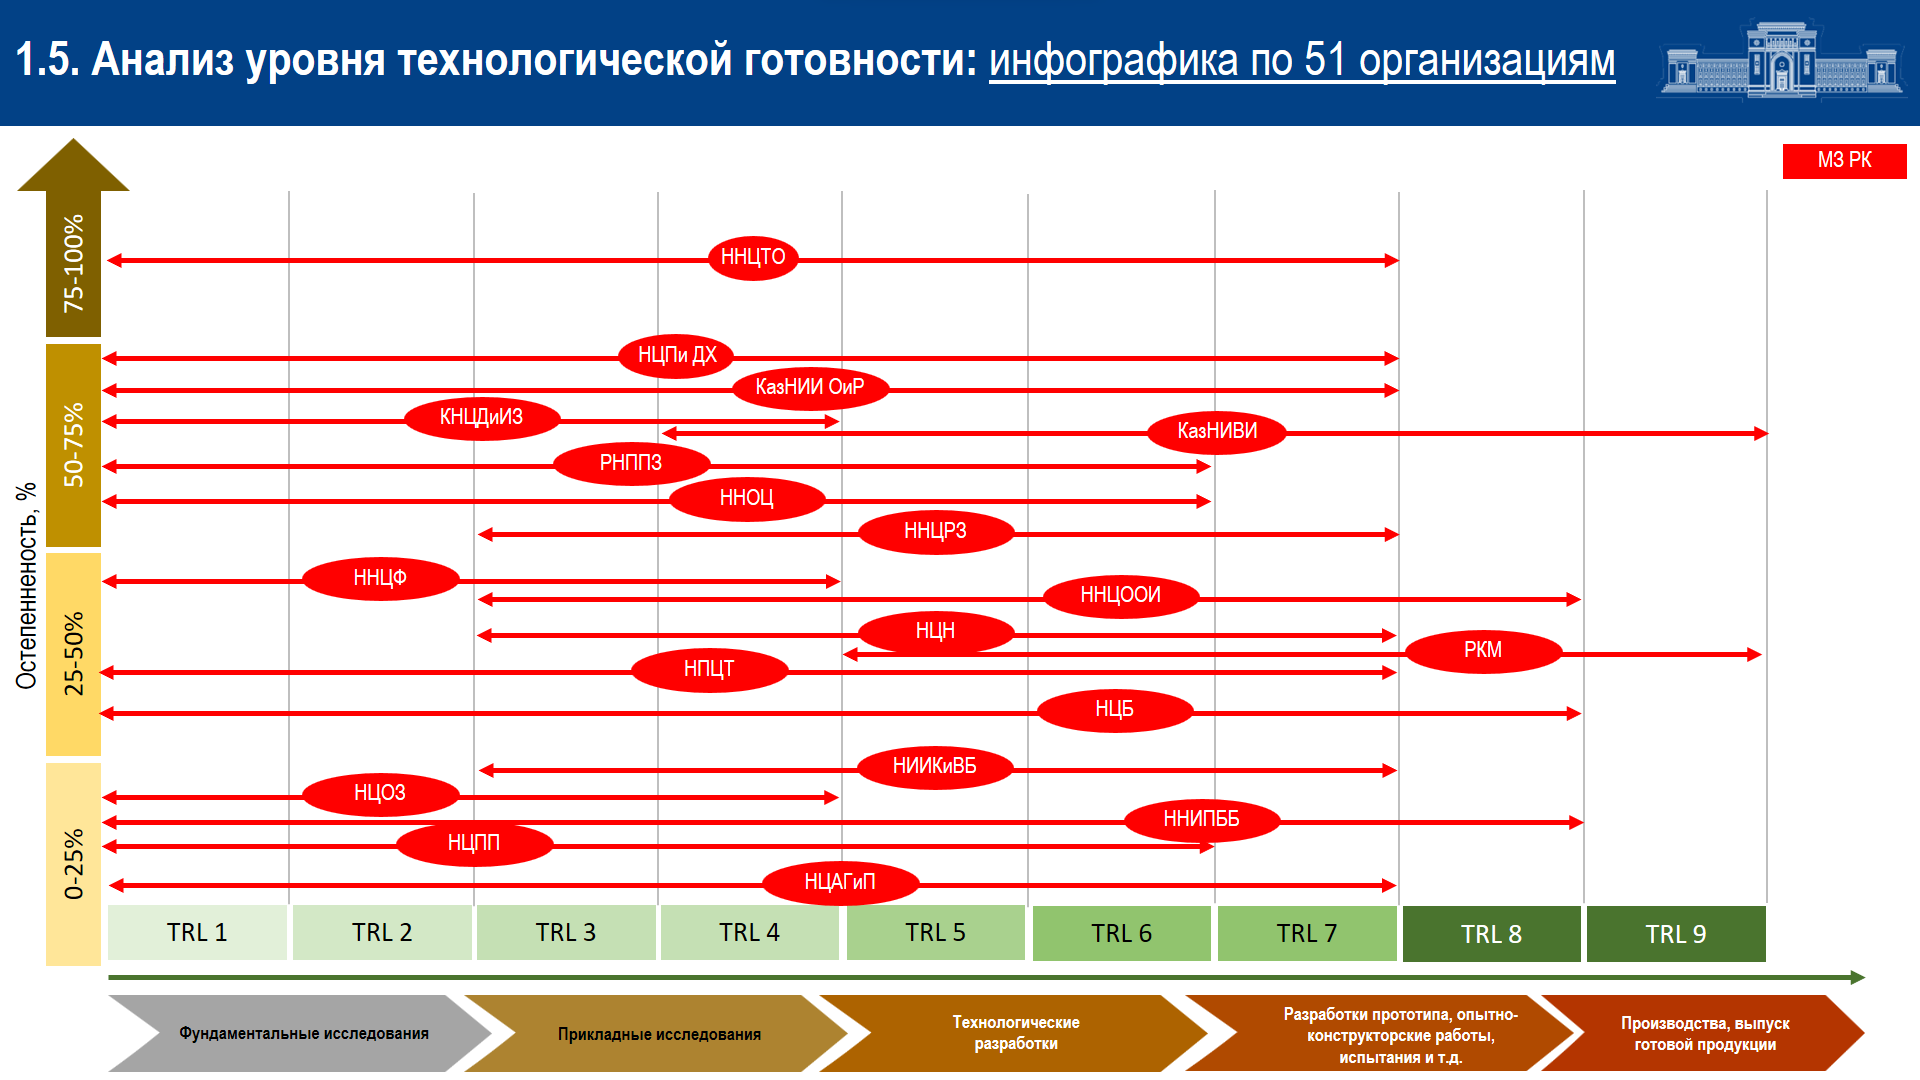 1.5. Анализ уровня технологической готовности: инфографика по 51 организациям
МЗ РК
Остепененность, %
75-100%
50-75%
25-50%
0-25%
ННЦТО
НЦПи ДХ
КазНИИ ОиР
КНЦДиИЗ
КазНИВИ
РНППЗ
ННОЦ
ННЦРЗ
ННЦФ
ННЦООИ
НЦН
РКМ
НПЦТ
НЦБ
НИИКиВБ
НЦОЗ
ННИПББ
НЦПП
НЦАГиП
TRL 1
TRL 2
TRL 3
TRL 4
TRL 5
TRL 6
TRL 7
TRL 8
TRL 9
Фундаментальные исследования
Прикладные исследования
Технологические
разработки
Разработки прототипа, опытно-
конструкторские работы,
испытания и т.д.
Производства, выпуск
готовой продукции